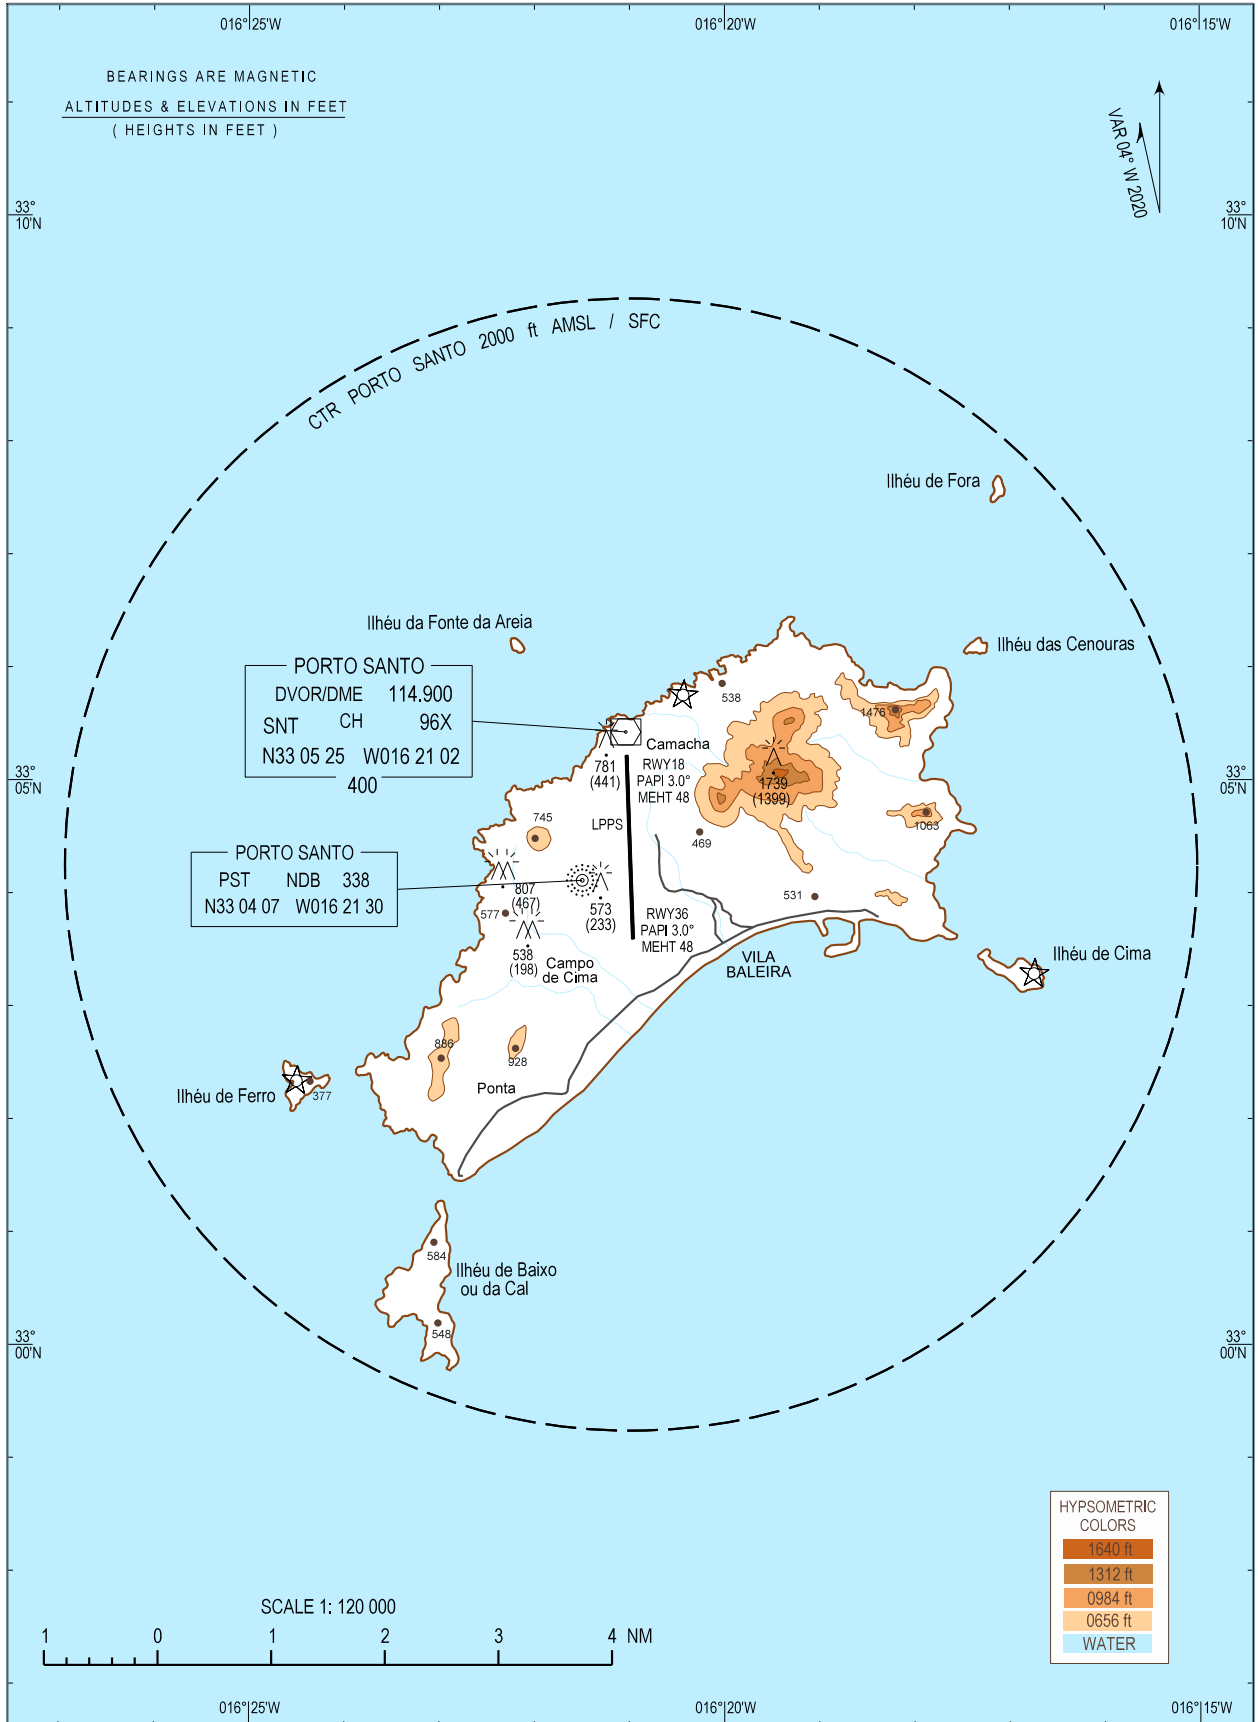 016°25'W
016°20'W
016°15'W
BEARINGS ARE MAGNETIC
ALTITUDES & ELEVATIONS IN FEET
( HEIGHTS IN FEET )
VAR 04° W 2020
33°
10'N
33°
10'N
CTR PORTO SANTO 2000 ft AMSL / SFC
Ilhéu de Fora
Ilhéu da Fonte da Areia
Ilhéu das Cenouras
PORTO SANTO
DVOR/DME 114.900
SNT CH 96X
N33 05 25 W016 21 02
400
538
1476
Camacha
781
(441)
RWY18
PAPI 3.0°
MEHT 48
1739
(1399)
33°
05'N
33°
05'N
745
LPPS
469
1063
PORTO SANTO
PST NDB 338
N33 04 07 W016 21 30
807
(467)
577
573
(233)
531
RWY36
PAPI 3.0°
MEHT 48
538
(198)
Campo
de Cima
VILA
BALEIRA
Ilhéu de Cima
886
928
Ponta
Ilhéu de Ferro
377
584
Ilhéu de Baixo
ou da Cal
548
33°
00'N
33°
00'N
HYPSOMETRIC
COLORS
1640 ft
1312 ft
0984 ft
0656 ft
WATER
SCALE 1: 120 000
1 0 1 2 3 4 NM
016°25'W
016°20'W
016°15'W